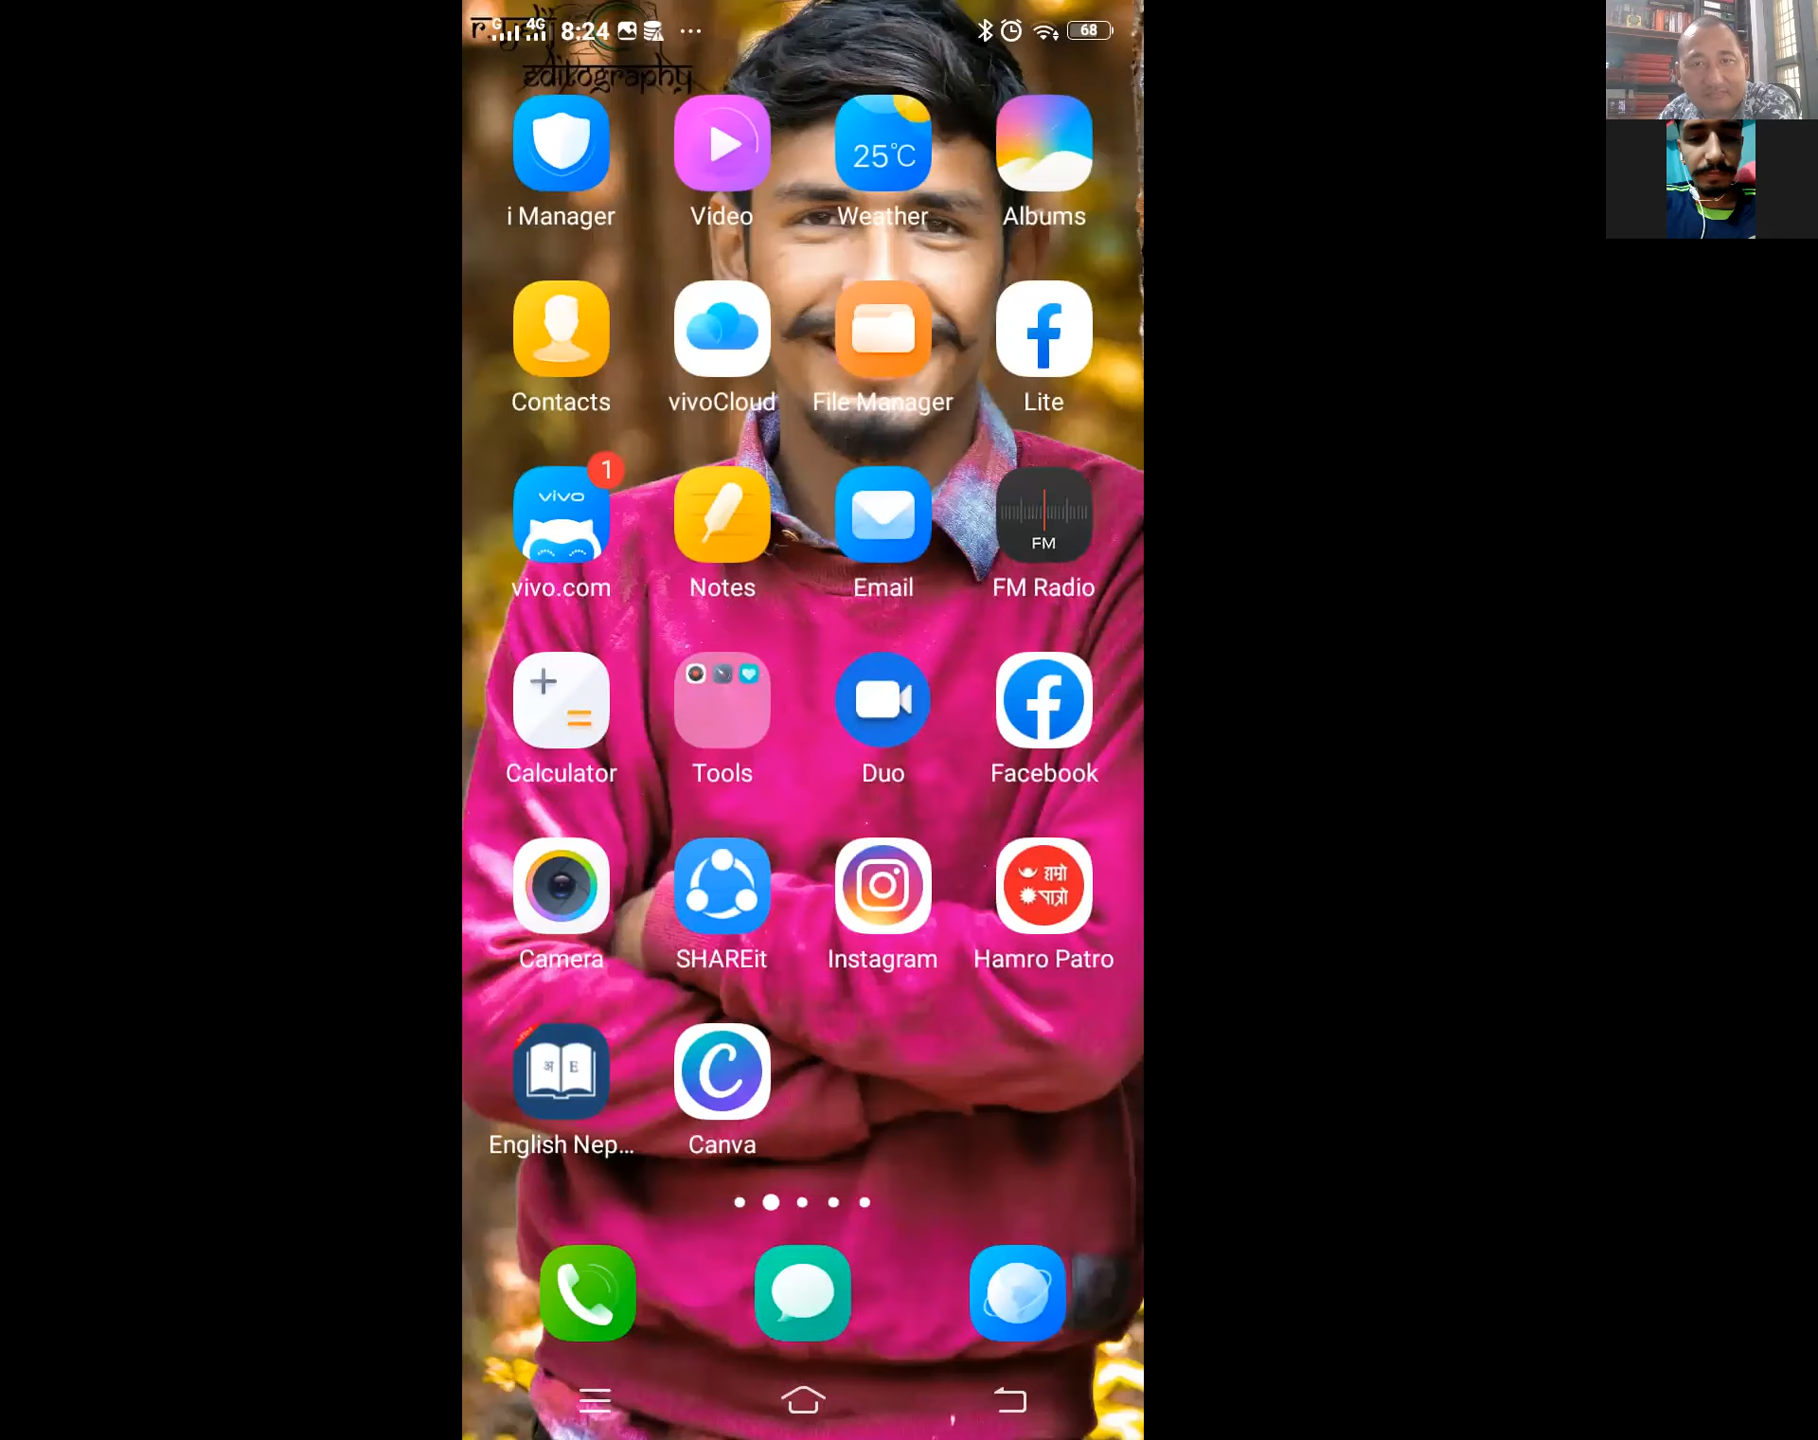 G 4G 8:24 ... 68
editography
25°C
i Manager Video Weather Albums
Contacts vivoCloud File Manager Lite
1
vivo
FM
vivo.com Notes Email FM Radio
Calculator Tools Duo Facebook
हाम्रो
पात्रो
Camera SHAREit Instagram Hamro Patro
अ E
English Nep...
Canva